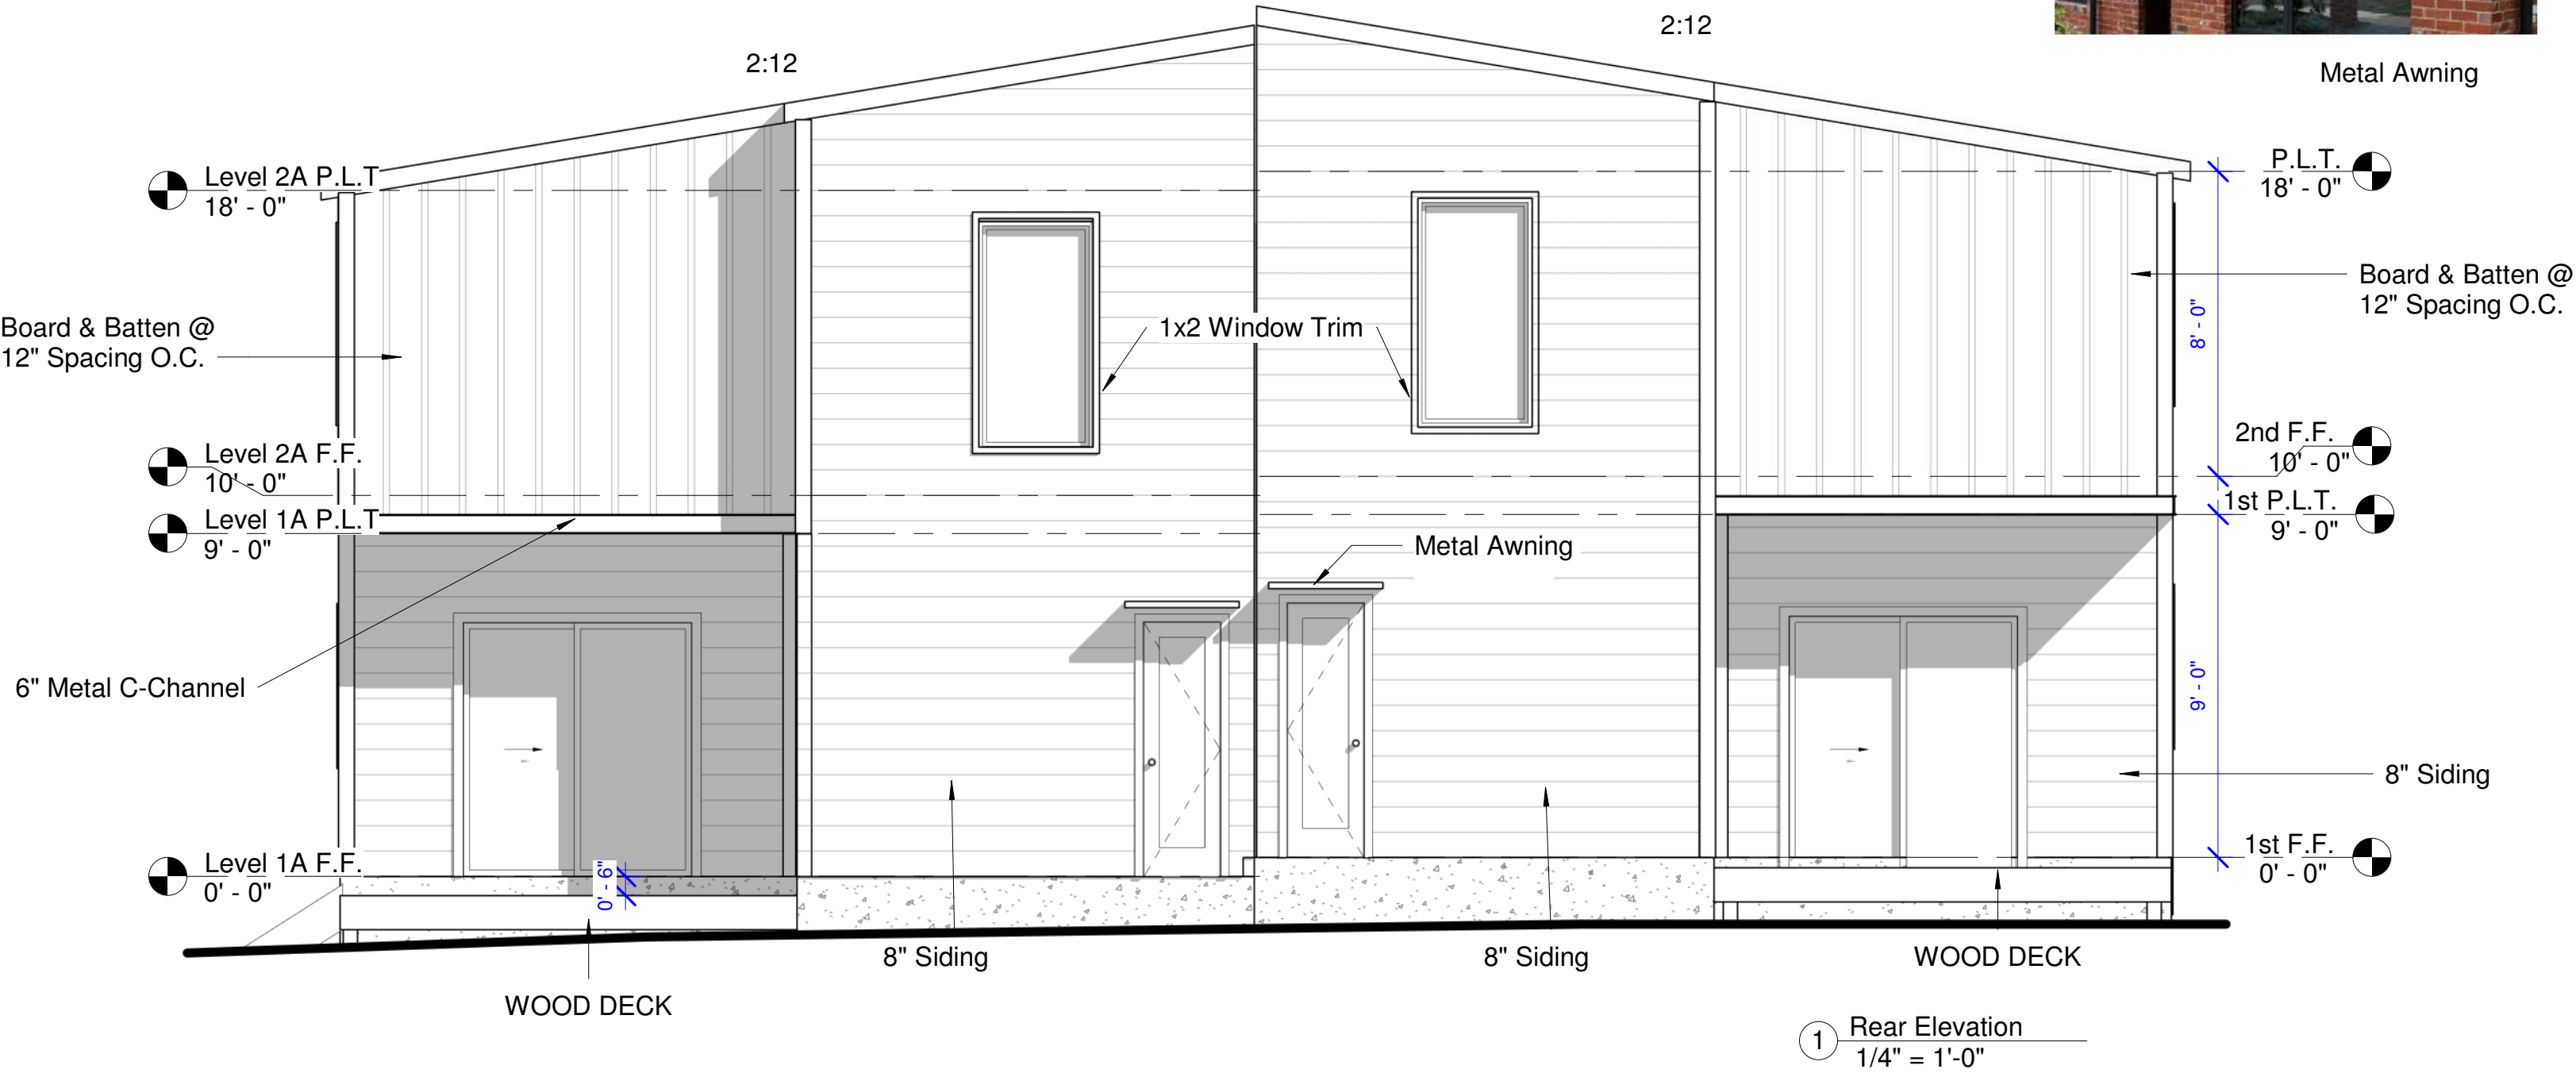 2:12
2:12
Metal Awning
Level 2A P.L.T
18' - 0"
P.L.T.
18' - 0"
Board & Batten @
12" Spacing O.C.
Board & Batten @
12" Spacing O.C.
1x2 Window Trim
8' - 0"
Level 2A F.F.
10' - 0"
2nd F.F.
10' - 0"
Level 1A P.L.T
9' - 0"
1st P.L.T.
9' - 0"
Metal Awning
6" Metal C-Channel
9' - 0"
8" Siding
Level 1A F.F.
0' - 0"
0' - 6"
1st F.F.
0' - 0"
8" Siding
8" Siding
WOOD DECK
WOOD DECK
1
Rear Elevation
1/4" = 1'-0"